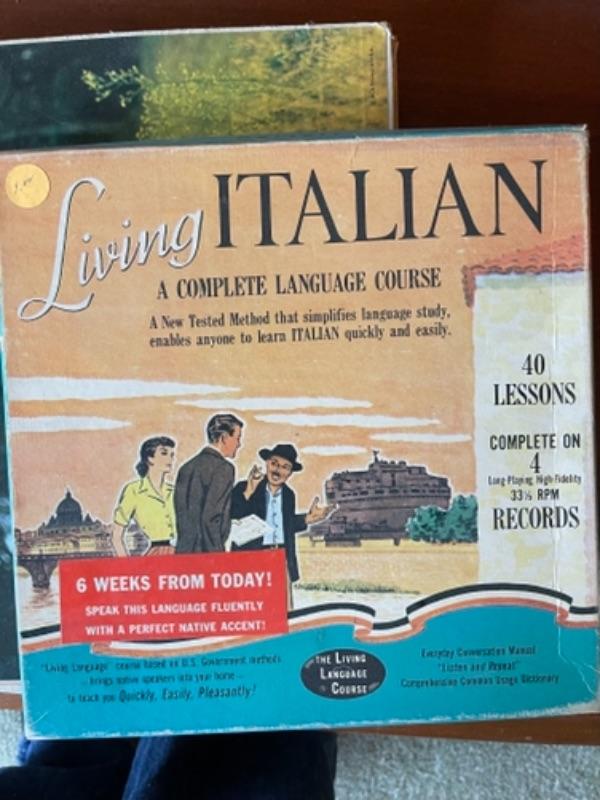 Living ITALIAN
A COMPLETE LANGUAGE COURSE
A New Tested Method that simplifies language study,
enables anyone to learn ITALIAN quickly and easily.
40
LESSONS
COMPLETE ON
4
Long-Playing High-Fidelity
33⅓ RPM
RECORDS
6 WEEKS FROM TODAY!
SPEAK THIS LANGUAGE FLUENTLY
WITH A PERFECT NATIVE ACCENT!
"Living Language" course based on U.S. Government methods
—brings native speakers into your home—
to teach you Quickly, Easily, Pleasantly!
THE LIVING
LANGUAGE
COURSE
Everyday Conversation Manual
"Listen and Repeat"
Comprehensive Common Usage Dictionary